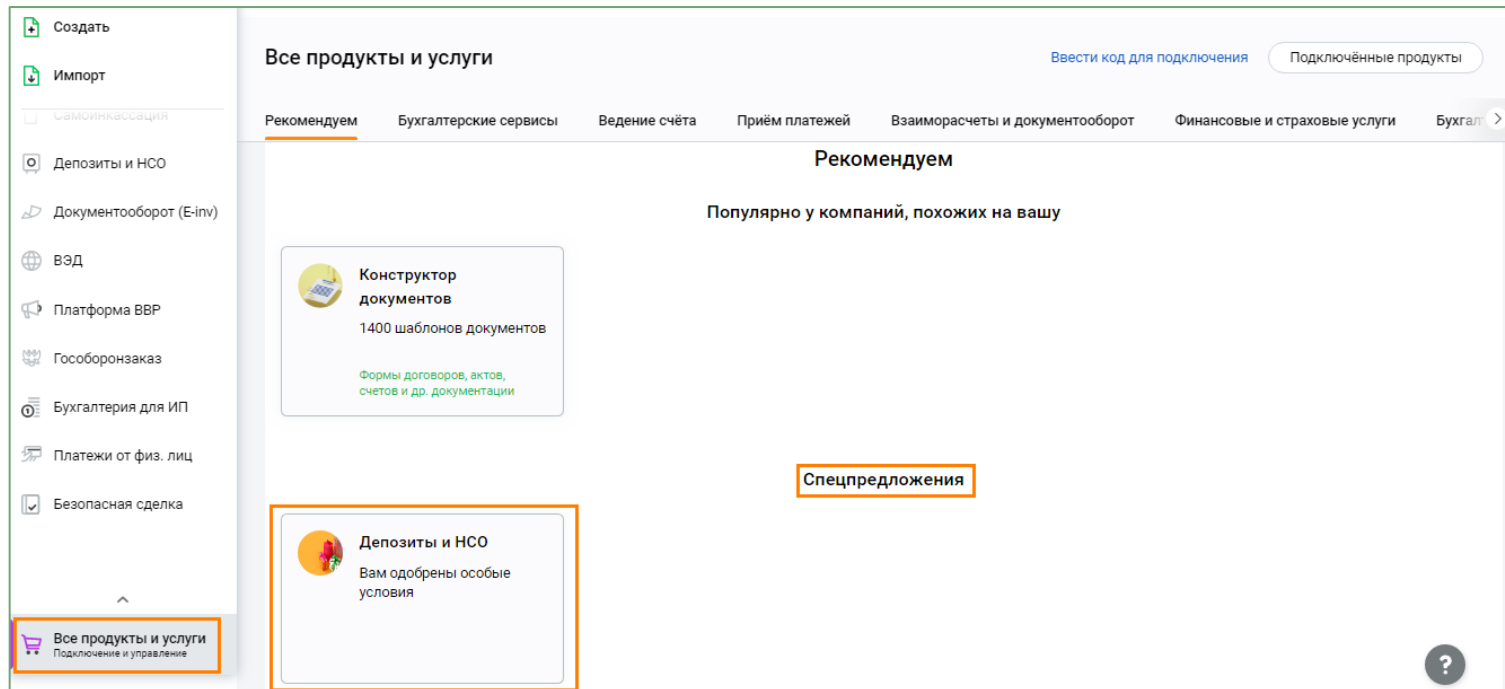 Создать
Импорт
Самоинкассация
Депозиты и НСО
Документооборот (E-inv)
ВЭД
Платформа ВВР
Гособоронзаказ
Бухгалтерия для ИП
Платежи от физ. лиц
Безопасная сделка
Все продукты и услуги
Подключение и управление
Все продукты и услуги
Ввести код для подключения
Подключённые продукты
Рекомендуем
Бухгалтерские сервисы
Ведение счёта
Приём платежей
Взаиморасчеты и документооборот
Финансовые и страховые услуги
Бухгал
Рекомендуем
Популярно у компаний, похожих на вашу
Конструктор
документов
1400 шаблонов документов
Формы договоров, актов,
счетов и др. документации
Спецпредложения
Депозиты и НСО
Вам одобрены особые
условия
?